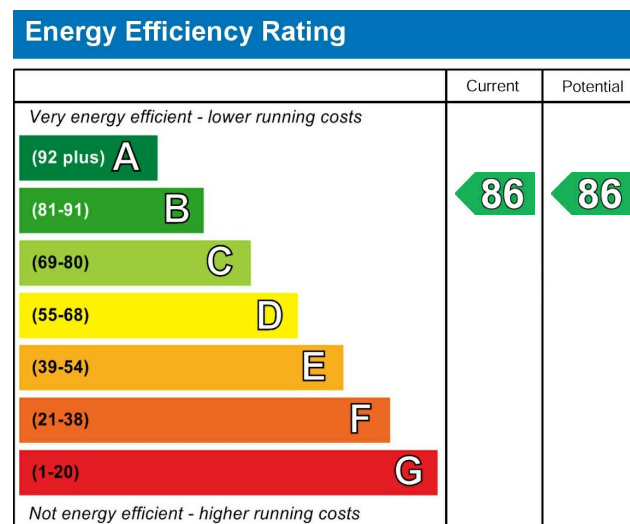 Energy Efficiency Rating
Current Potential
Very energy efficient - lower running costs
(92 plus) A
(81-91) B 86 86
(69-80) C
(55-68) D
(39-54) E
(21-38) F
(1-20) G
Not energy efficient - higher running costs